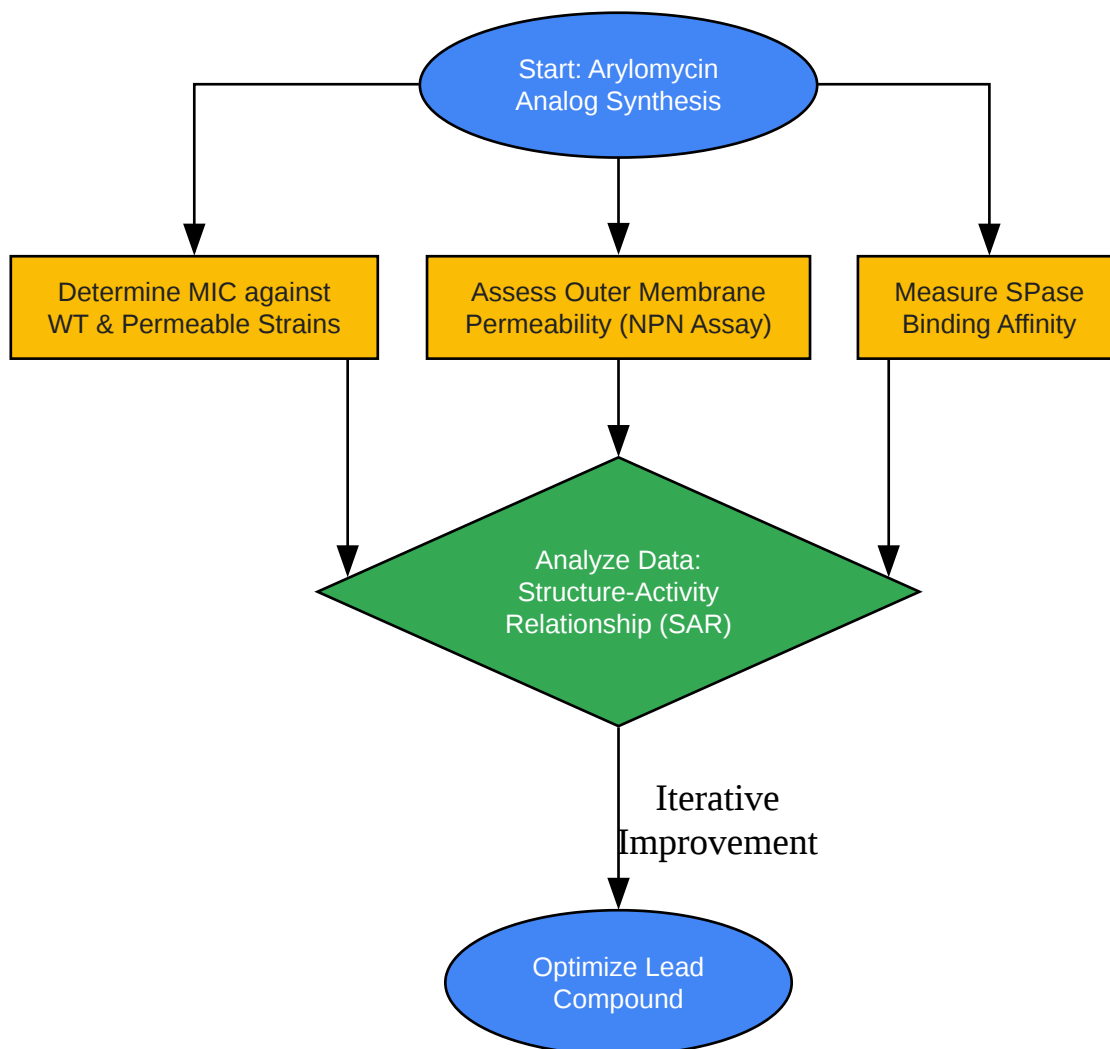 Start: Arylomycin
Analog Synthesis
Determine MIC against
WT & Permeable Strains
Assess Outer Membrane
Permeability (NPN Assay)
Measure SPase
Binding Affinity
Analyze Data:
Structure-Activity
Relationship (SAR)
Iterative
Improvement
Optimize Lead
Compound